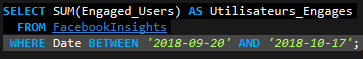 SELECT SUM(Engaged_Users) AS Utilisateurs_Engages
FROM FacebookInsights
WHERE Date BETWEEN '2018-09-20' AND '2018-10-17';